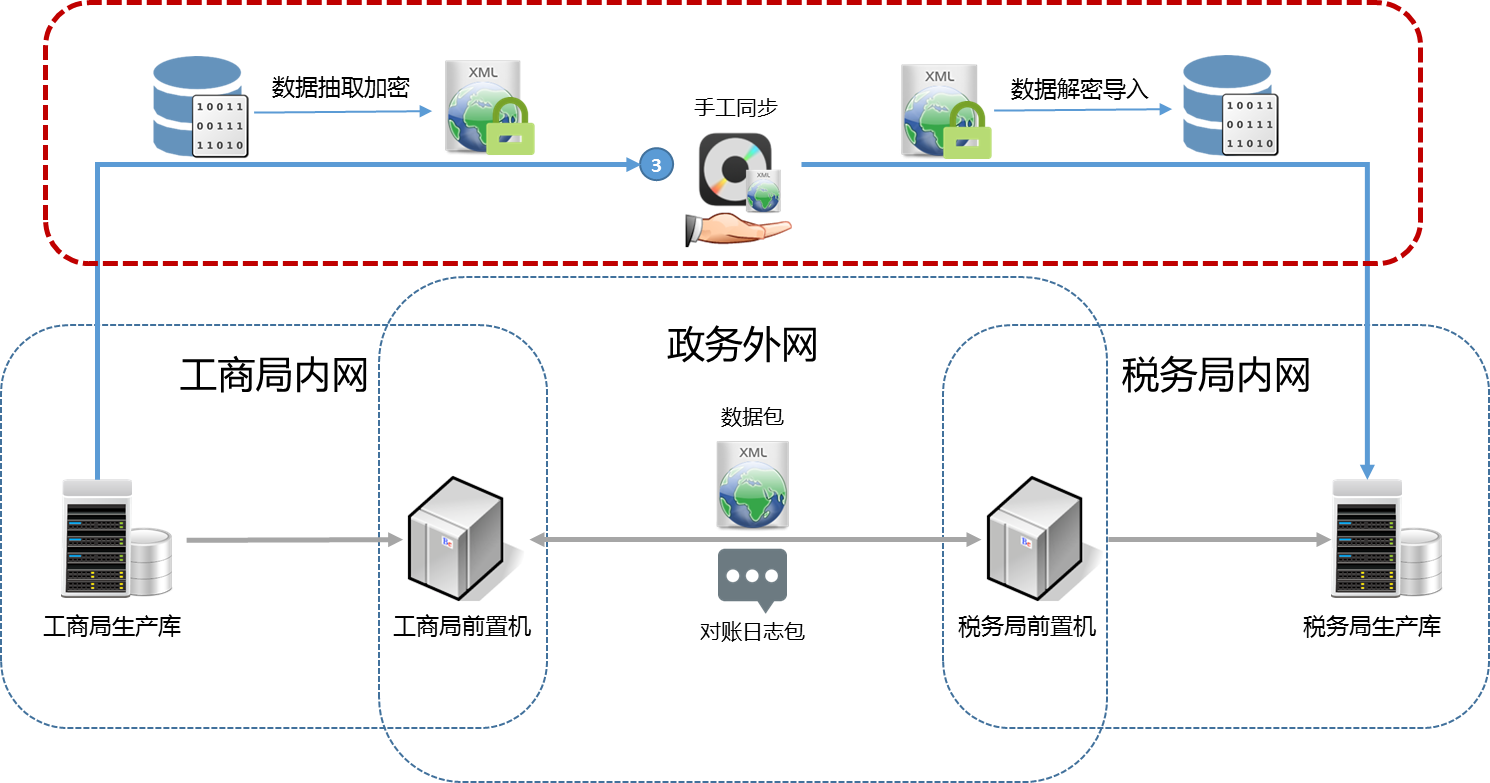 数据抽取加密
XML
10011
00111
11010
3
手工同步
XML
XML
数据解密导入
10011
00111
11010
工商局内网
政务外网
税务局内网
数据包
XML
Be
Be
工商局生产库
工商局前置机
对账日志包
税务局前置机
税务局生产库